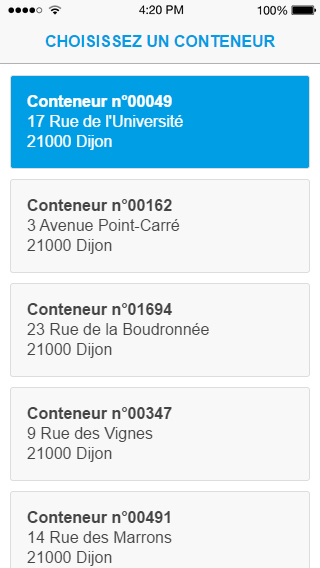 4:20 PM
100%
CHOISISSEZ UN CONTENEUR
Conteneur n°00049
17 Rue de l'Université
21000 Dijon
Conteneur n°00162
3 Avenue Point-Carré
21000 Dijon
Conteneur n°01694
23 Rue de la Boudronnée
21000 Dijon
Conteneur n°00347
9 Rue des Vignes
21000 Dijon
Conteneur n°00491
14 Rue des Marrons
21000 Dijon